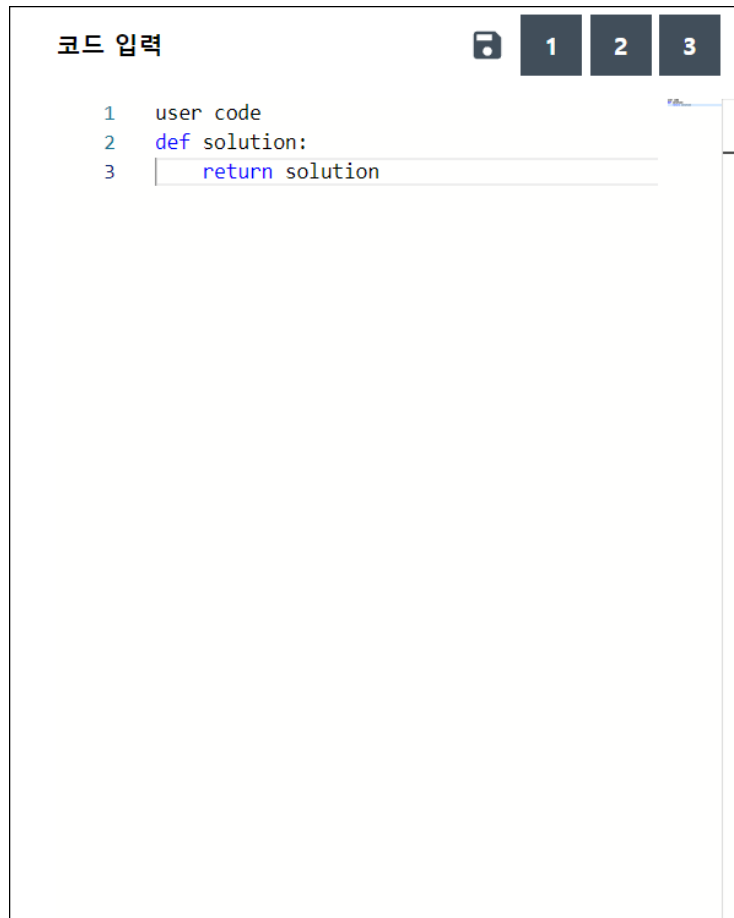 코드 입력
1 2 3
1 user code
2 def solution:
3 return solution